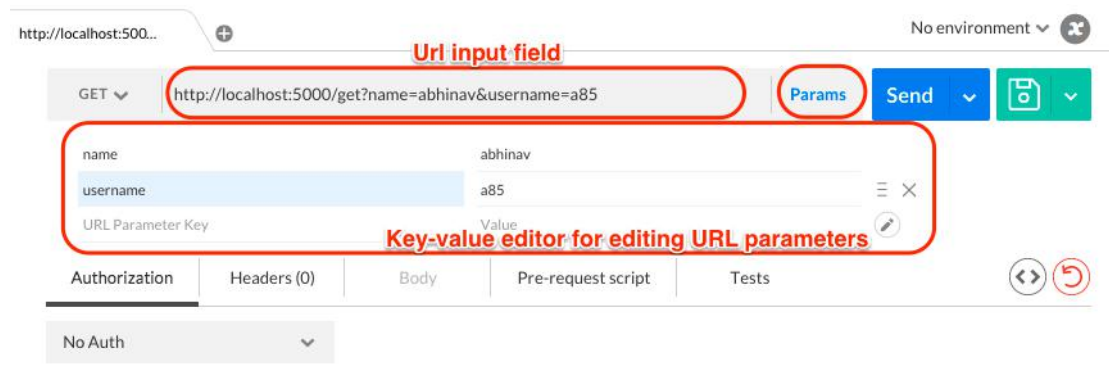 http://localhost:500...
No environment
Url input field
GET
http://localhost:5000/get?name=abhinav&username=a85
Params
Send
name
abhinav
username
a85
URL Parameter Key
Value
Key-value editor for editing URL parameters
Authorization
Headers (0)
Body
Pre-request script
Tests
No Auth